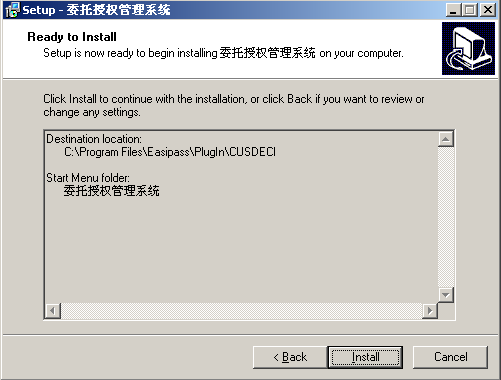 Setup - 委托授权管理系统
Ready to Install
Setup is now ready to begin installing 委托授权管理系统 on your computer.
Click Install to continue with the installation, or click Back if you want to review or
change any settings.
Destination location:
C:\Program Files\Easipass\PlugIn\CUSDECI
Start Menu folder:
委托授权管理系统
< Back
Install
Cancel